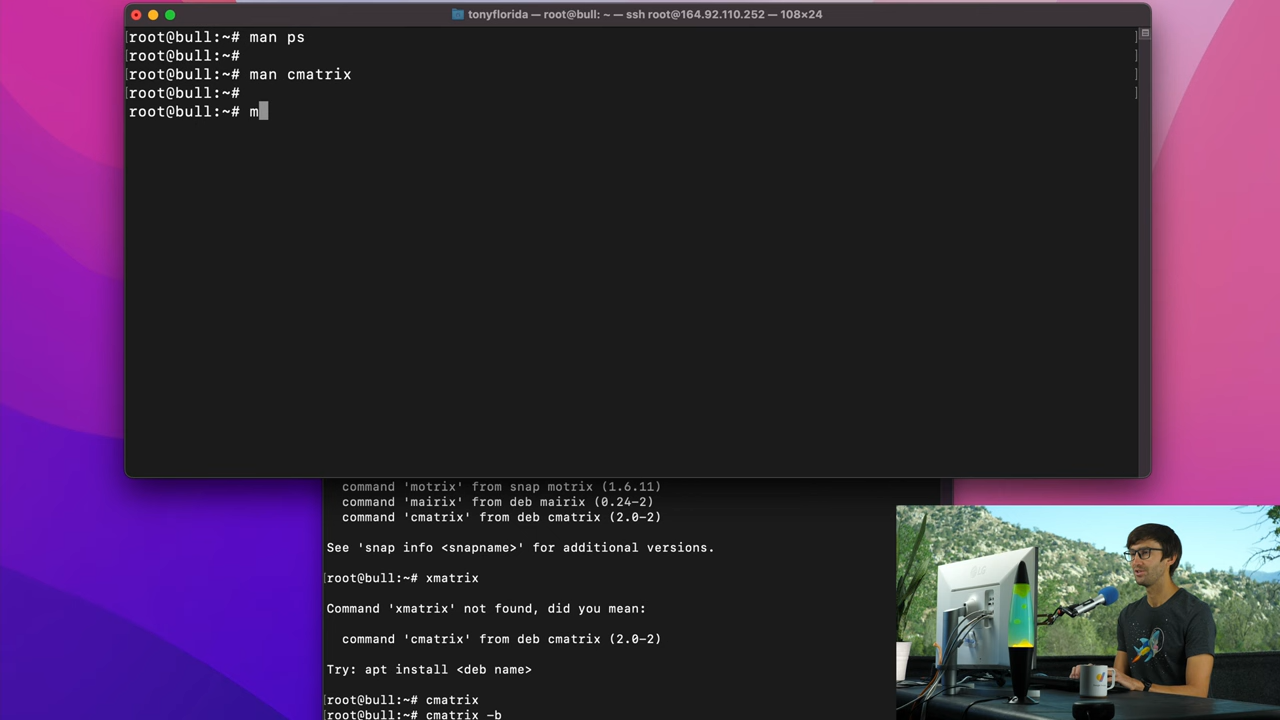 tonyflorida — root@bull: ~ — ssh root@164.92.110.252 — 108×24
[root@bull:~# man ps ]
[root@bull:~# ]
[root@bull:~# man cmatrix ]
[root@bull:~# ]
root@bull:~# m
command 'motrix' from snap motrix (1.6.11)
command 'mairix' from deb mairix (0.24-2)
command 'cmatrix' from deb cmatrix (2.0-2)
See 'snap info <snapname>' for additional versions.
[root@bull:~# xmatrix
Command 'xmatrix' not found, did you mean:
command 'cmatrix' from deb cmatrix (2.0-2)
Try: apt install <deb name>
[root@bull:~# cmatrix
[root@bull:~# cmatrix -b
LG